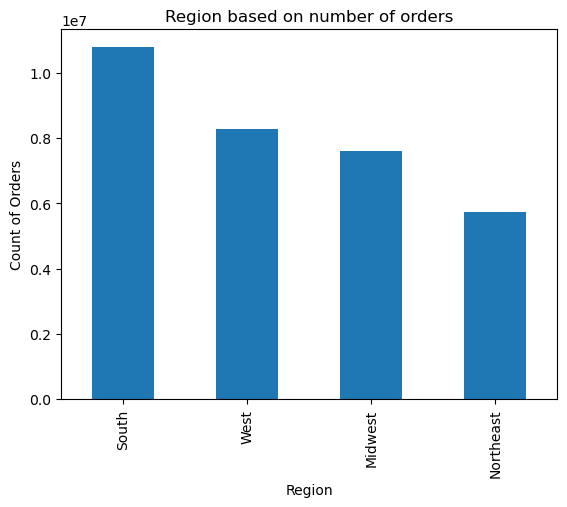 Region based on number of orders
1e7
1.0
0.8
0.6
0.4
0.2
0.0
Count of Orders
South
West
Midwest
Northeast
Region